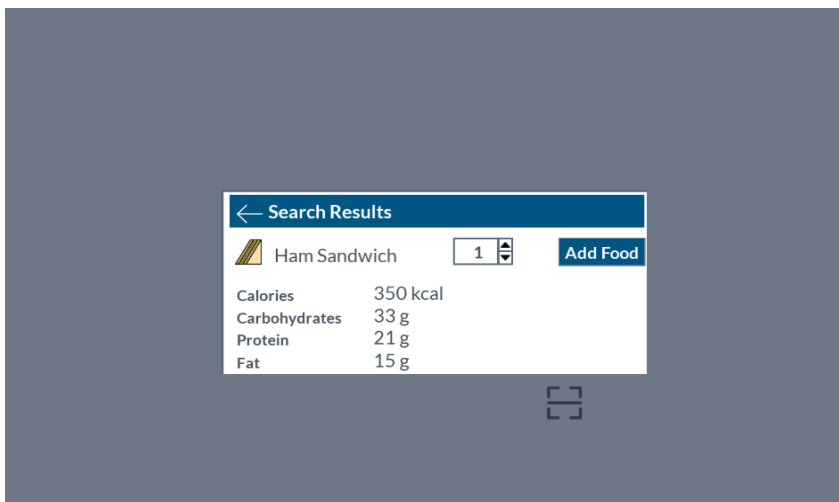 Search Results
Ham Sandwich 1 Add Food
Calories 350 kcal
Carbohydrates 33 g
Protein 21 g
Fat 15 g